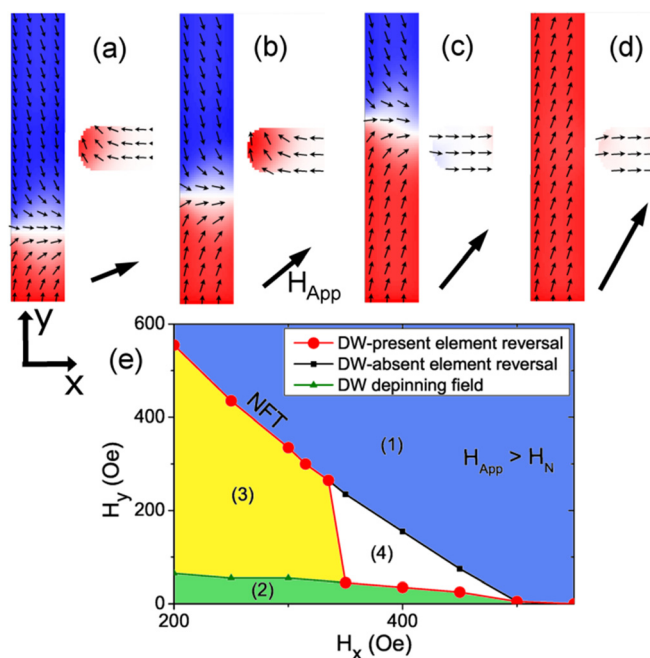 (a)
(b)
(c)
(d)
H_App
y
x
(e)
DW-present element reversal
DW-absent element reversal
DW depinning field
NFT
(1)
H_App > H_N
(3)
(4)
(2)
H_y (Oe)
600
400
200
0
200
400
H_x (Oe)